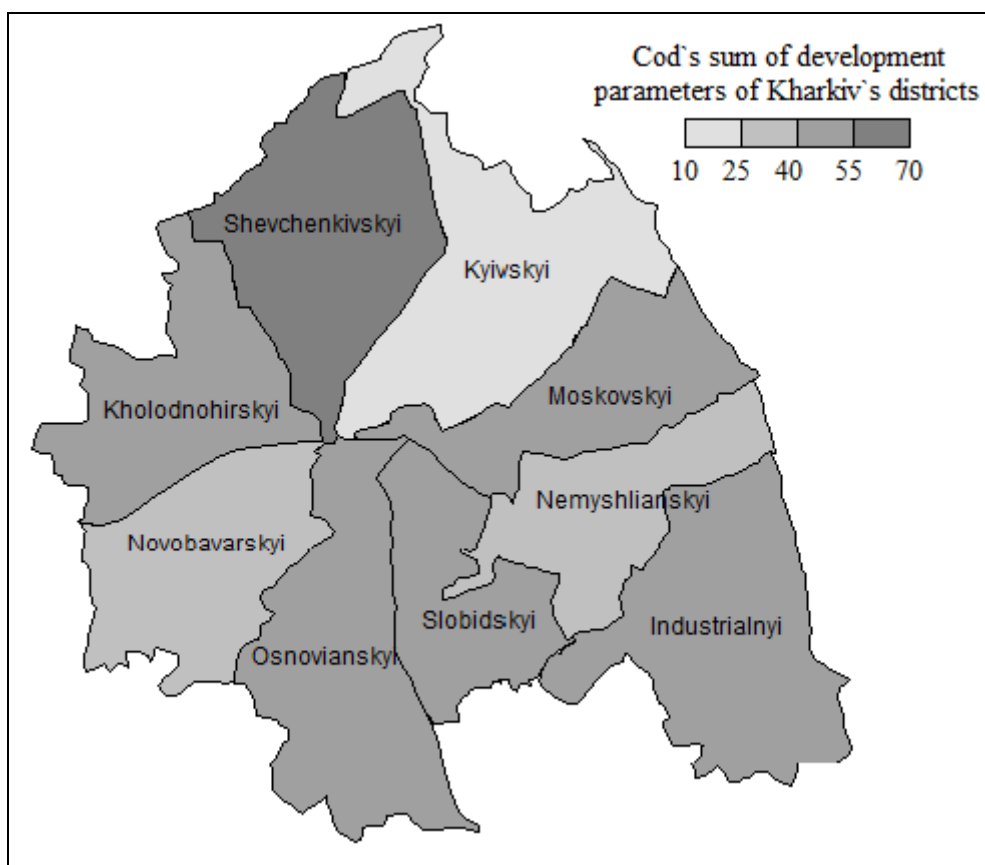 Cod`s sum of development
parameters of Kharkiv`s districts
10 25 40 55 70
Shevchenkivskyi
Kyivskyi
Kholodnohirskyi
Moskovskyi
Nemyshlianskyi
Novobavarskyi
Slobidskyi
Industrialnyi
Osnovianskyi